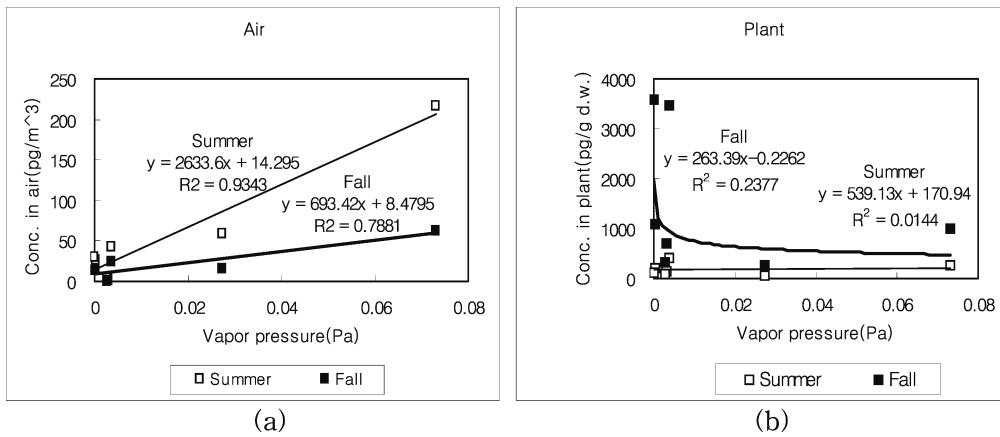 Air
Conc. in air(pg/m^3)
250
200
150
100
50
0
Summer
y = 2633.6x + 14.295
R2 = 0.9343
Fall
y = 693.42x + 8.4795
R2 = 0.7881
0 0.02 0.04 0.06 0.08
Vapor pressure(Pa)
Summer Fall
(a)
Plant
Conc. in plant(pg/g d.w.)
4000
3000
2000
1000
0
Fall
y = 263.39x-0.2262
R² = 0.2377
Summer
y = 539.13x + 170.94
R² = 0.0144
0 0.02 0.04 0.06 0.08
Vapor pressure(Pa)
Summer Fall
(b)